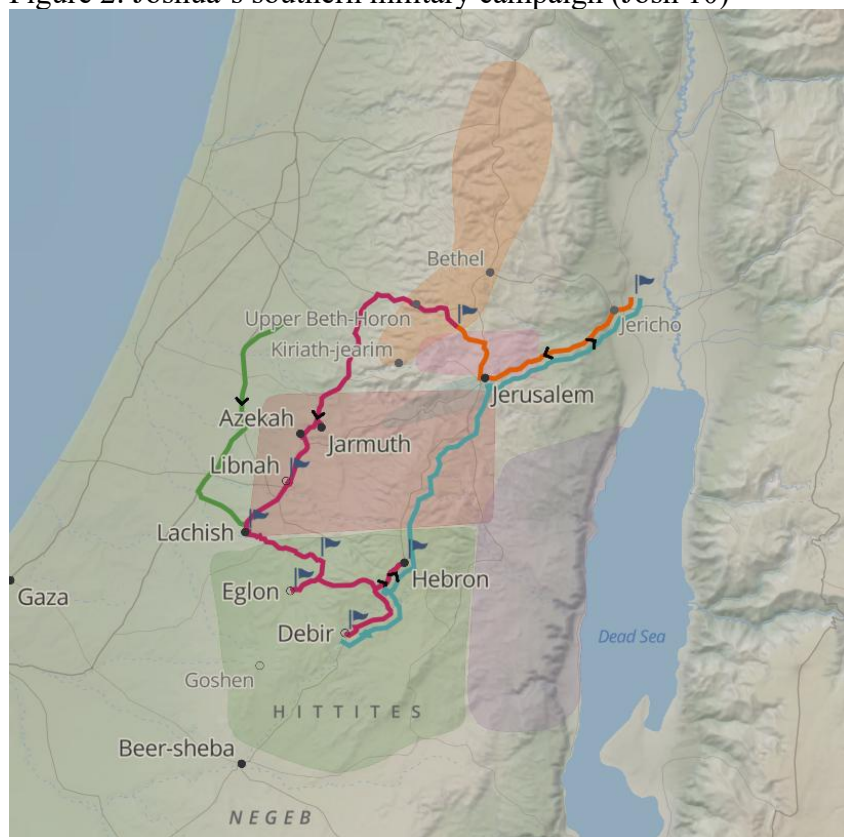 Figure 2: Joshua's southern military campaign (Josh 10)
Bethel
Upper Beth-Horon
Jericho
Kiriath-jearim
Jerusalem
Azekah
Jarmuth
Libnah
Lachish
Hebron
Eglon
Gaza
Debir
Dead Sea
Goshen
HITTITES
Beer-sheba
NEGEB